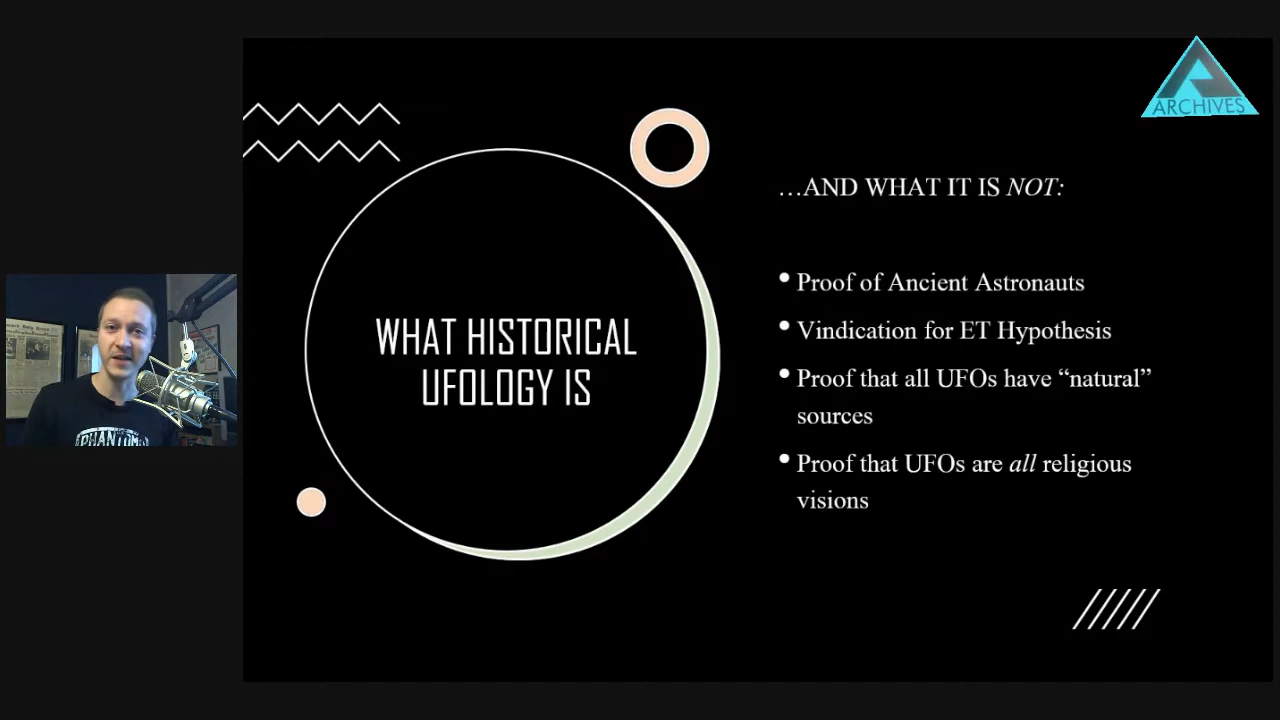 ARCHIVES
…AND WHAT IT IS NOT:
WHAT HISTORICAL
UFOLOGY IS
• Proof of Ancient Astronauts
• Vindication for ET Hypothesis
• Proof that all UFOs have “natural”
sources
• Proof that UFOs are all religious
visions
PHANTOM